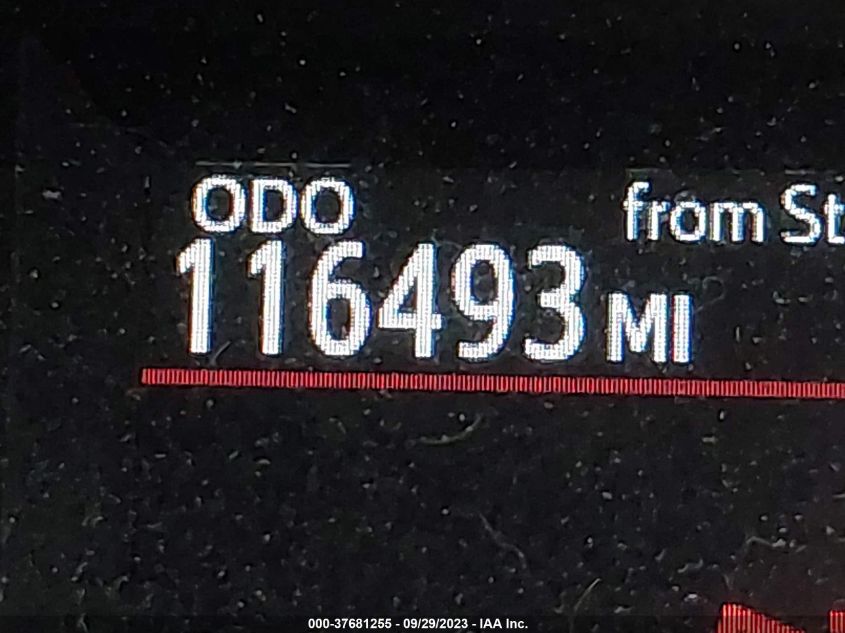 ODO
from
116493 MI
000-37681255 - 09/29/2023 - IAA Inc.